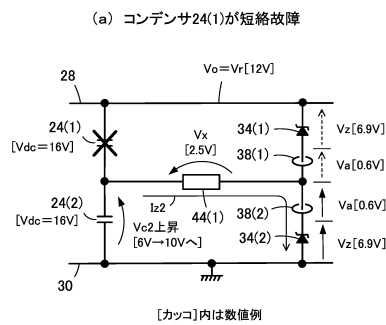 (a) コンデンサ24(1)が短絡故障
28
Vo=Vr[12V]
24(1)
[Vdc=16V]
Vx
[2.5V]
34(1)
38(1)
Vz[6.9V]
Va[0.6V]
24(2)
[Vdc=16V]
Iz2
44(1)
Vc2上昇
[6V→10Vへ]
38(2)
34(2)
Va[0.6V]
Vz[6.9V]
30
[カッコ]内は数値例